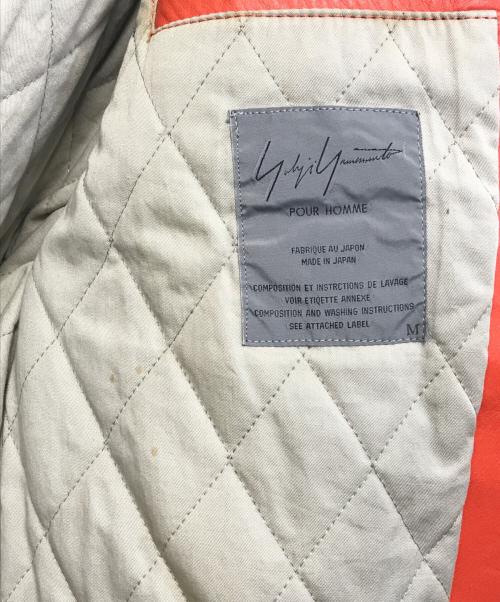 Yohji Yamamoto
POUR HOMME
FABRIQUE AU JAPON
MADE IN JAPAN
COMPOSITION ET INSTRCTIONS DE LAVAGE
VOIR ETIQETTE ANNEXE
COMPOSITION AND WASHING INSTRUCTIONS
SEE ATTACHED LABEL
M